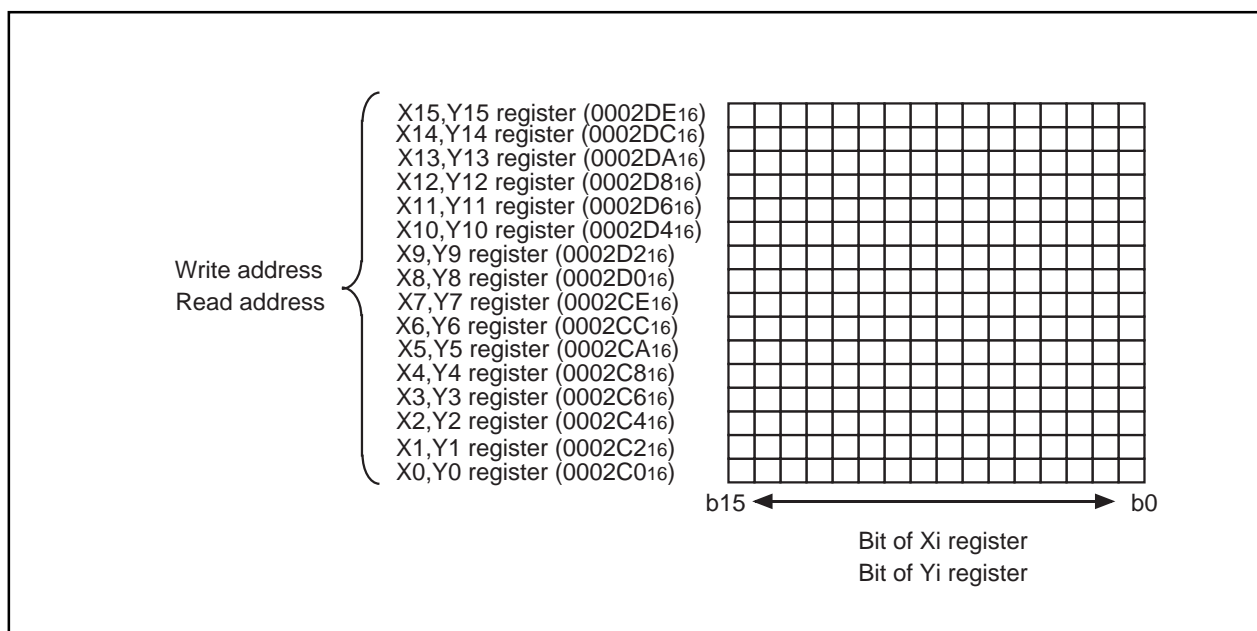 X15,Y15 register (0002DE16)
X14,Y14 register (0002DC16)
X13,Y13 register (0002DA16)
X12,Y12 register (0002D816)
X11,Y11 register (0002D616)
X10,Y10 register (0002D416)
X9,Y9 register (0002D216)
X8,Y8 register (0002D016)
X7,Y7 register (0002CE16)
X6,Y6 register (0002CC16)
X5,Y5 register (0002CA16)
X4,Y4 register (0002C816)
X3,Y3 register (0002C616)
X2,Y2 register (0002C416)
X1,Y1 register (0002C216)
X0,Y0 register (0002C016)
Write address
Read address
b15 b0
Bit of Xi register
Bit of Yi register